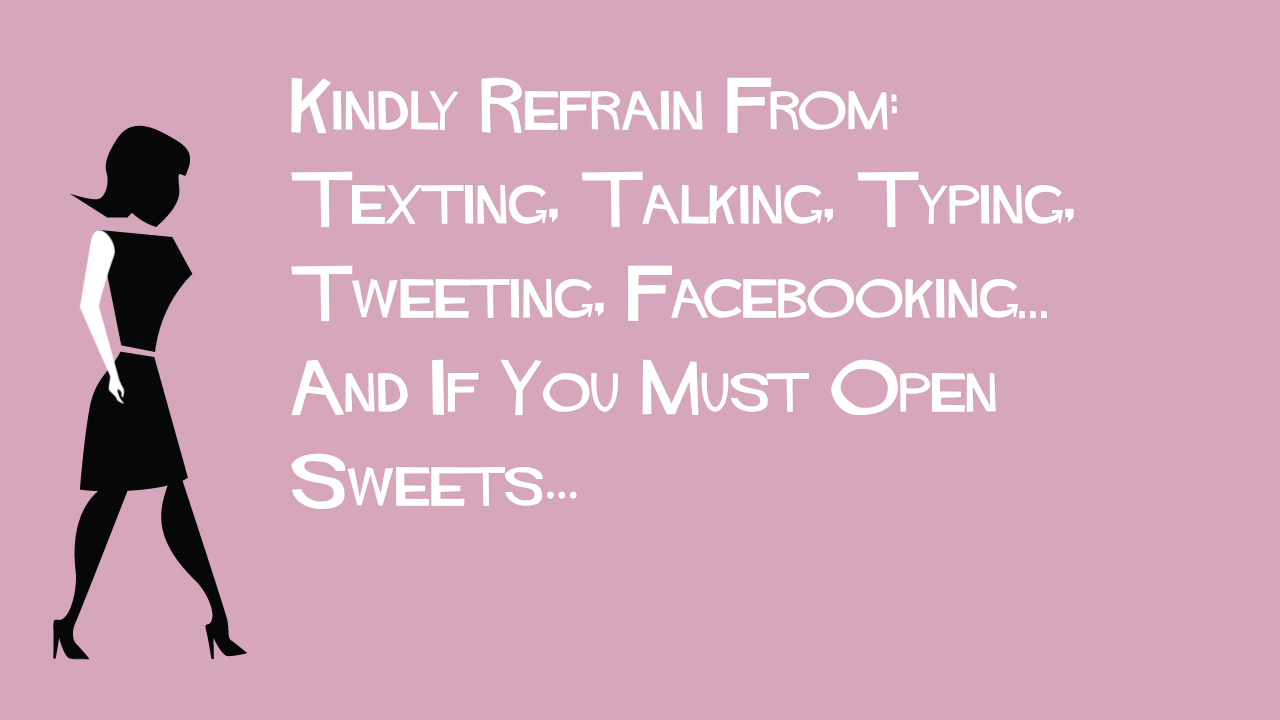 Kindly Refrain From:
Texting, Talking, Typing,
Tweeting, Facebooking...
And If You Must Open
Sweets...